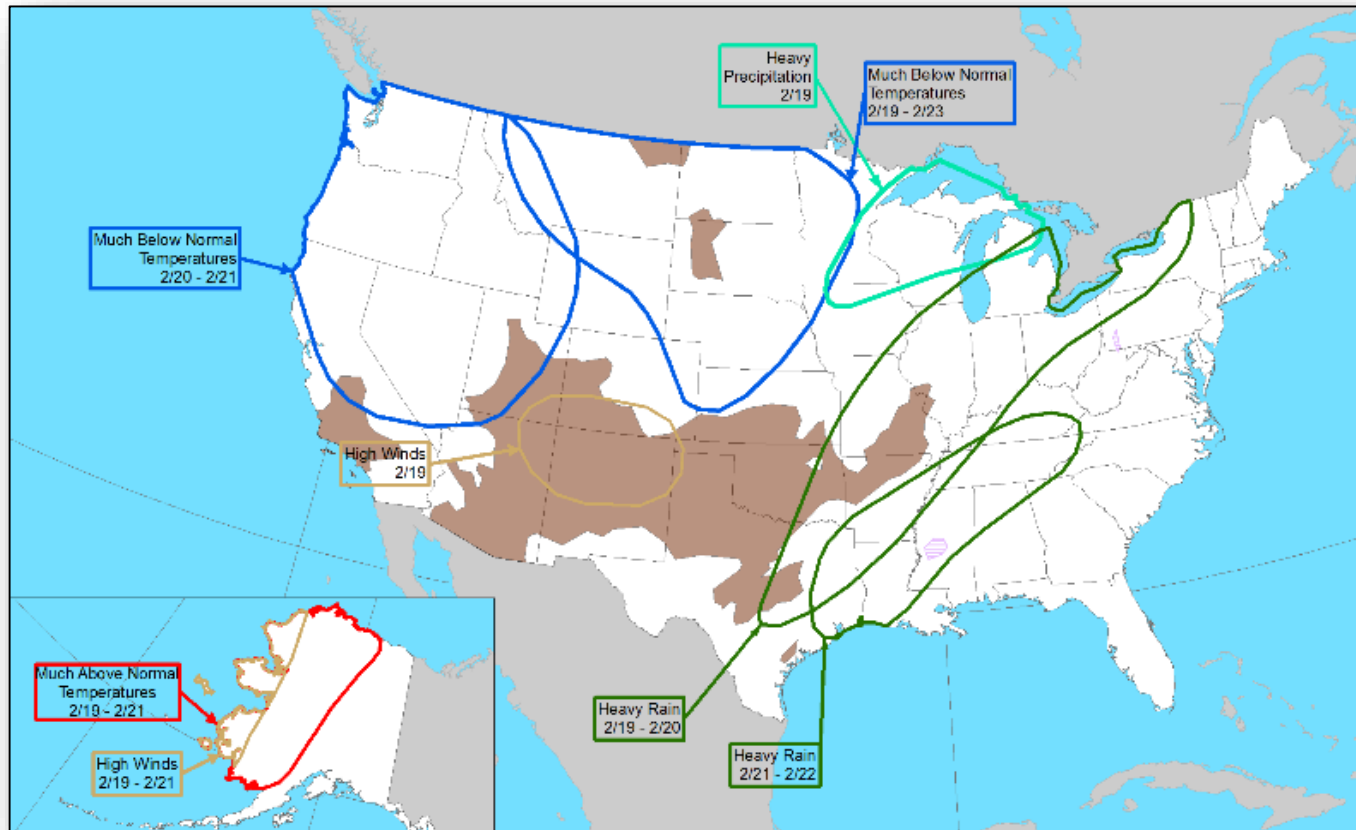 Heavy
Precipitation
2/19
Much Below Normal
Temperatures
2/19 - 2/23
Much Below Normal
Temperatures
2/20 - 2/21
High Winds
2/19
Much Above Normal
Temperatures
2/19 - 2/21
High Winds
2/19 - 2/21
Heavy Rain
2/19 - 2/20
Heavy Rain
2/21 - 2/22